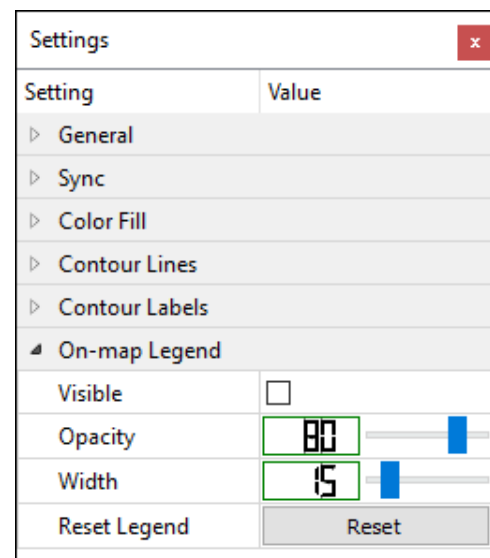 Settings x
Setting Value
General
Sync
Color Fill
Contour Lines
Contour Labels
On-map Legend
Visible
Opacity 80
Width 15
Reset Legend Reset